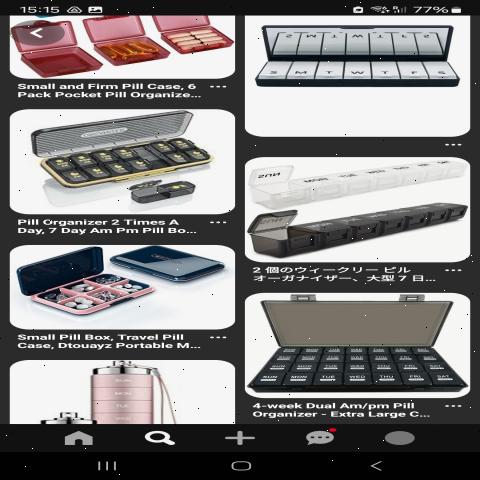 15:15
77%
Small and Firm Pill Case, 6
Pack Pocket Pill Organize...
Pill Organizer 2 Times A
Day, 7 Day Am Pm Pill Bo...
Small Pill Box, Travel Pill
Case, Dtouayz Portable M...
SUN
MON
TUE
S M T W T F S
SUN MON TUE WED
2 個のウィークリー ピル
オーガナイザー、大型 7 日...
SUN MON TUE WED THU FRI SAT
4-week Dual Am/pm Pill
Organizer - Extra Large C...